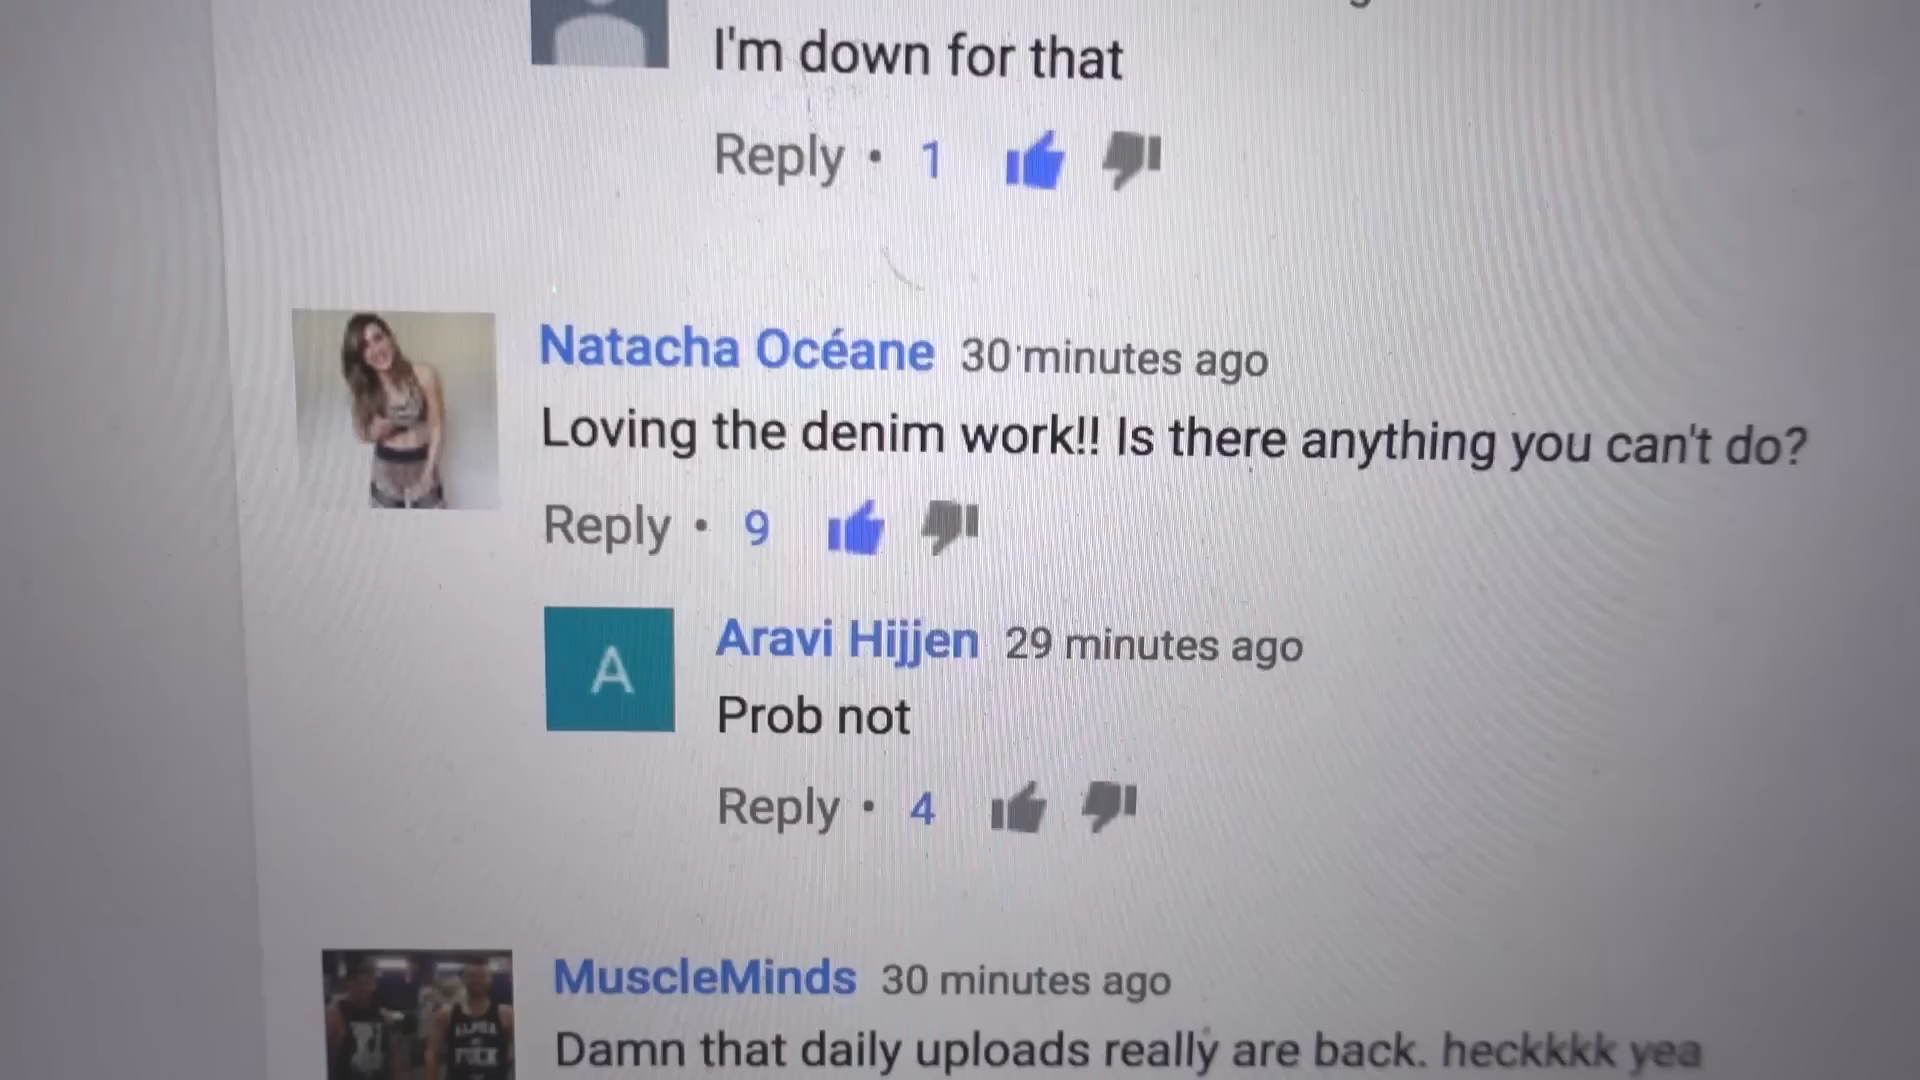 I'm down for that
Reply • 1
Natacha Océane 30 minutes ago
Loving the denim work!! Is there anything you can't do?
Reply • 9
A
Aravi Hijjen 29 minutes ago
Prob not
Reply • 4
MuscleMinds 30 minutes ago
Damn that daily uploads really are back. heckkkk yea